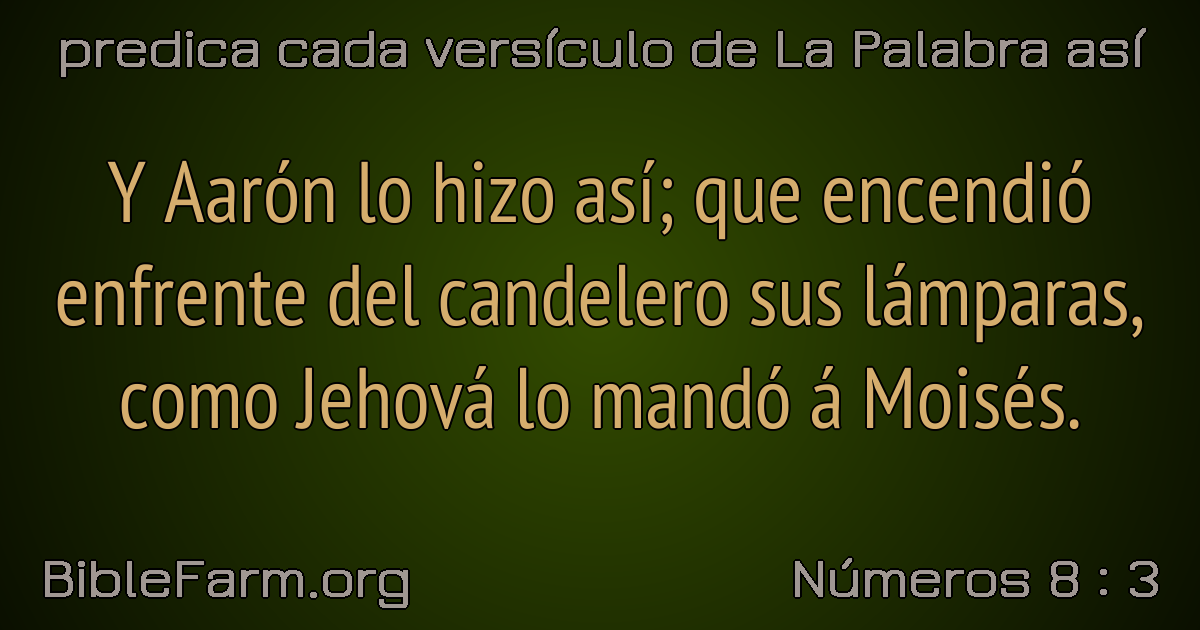 predica cada versículo de La Palabra así
Y Aarón lo hizo así; que encendió
enfrente del candelero sus lámparas,
como Jehová lo mandó á Moisés.
BibleFarm.org
Números 8 : 3